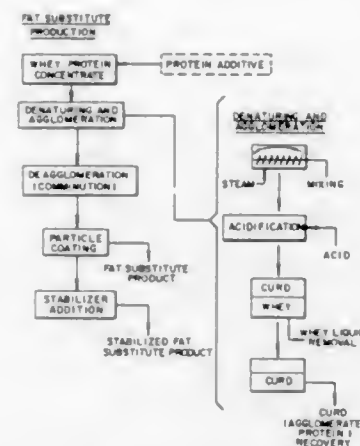 FAT SUBSTITUTE
PRODUCTION
WHEY PROTEIN
CONCENTRATE
PROTEIN ADDITIVE
DENATURING AND
AGGLOMERATION
DEAGGLOMERATION
(COMMINUTION)
PARTICLE
COATING
FAT SUBSTITUTE
PRODUCT
STABILIZER
ADDITION
STABILIZED FAT
SUBSTITUTE PRODUCT
DENATURING AND
AGGLOMERATION
STEAM
MIXING
ACIDIFICATION
ACID
CURD
WHEY
WHEY LIQUID
REMOVAL
CURD
CURD
(AGGLOMERATED
PROTEIN)
RECOVERY